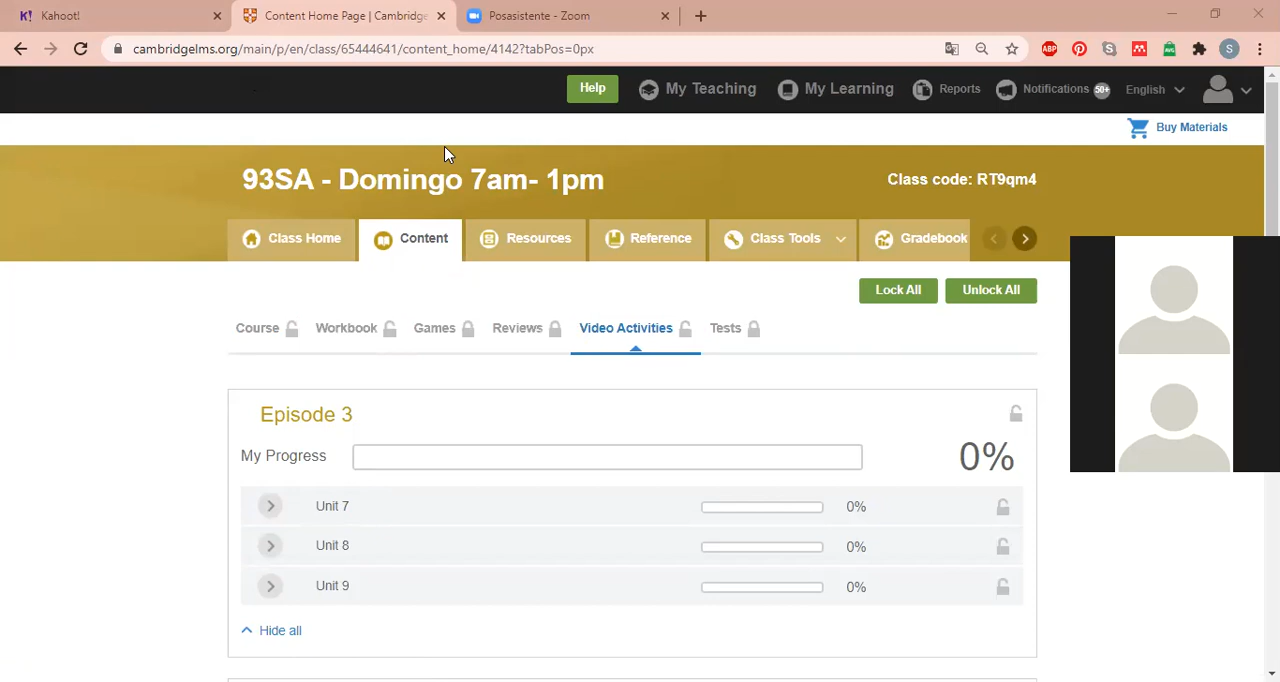 Kahoot!
Content Home Page | Cambridge
Posasistente - Zoom
cambridgelms.org/main/p/en/class/65444641/content_home/4142?tabPos=0px
ABP
AVG
S
Help
My Teaching
My Learning
Reports
Notifications
50+
English
Buy Materials
93SA - Domingo 7am- 1pm
Class code: RT9qm4
Class Home
Content
Resources
Reference
Class Tools
Gradebook
Lock All
Unlock All
Course
Workbook
Games
Reviews
Video Activities
Tests
Episode 3
My Progress
0%
Unit 7
0%
Unit 8
0%
Unit 9
0%
Hide all